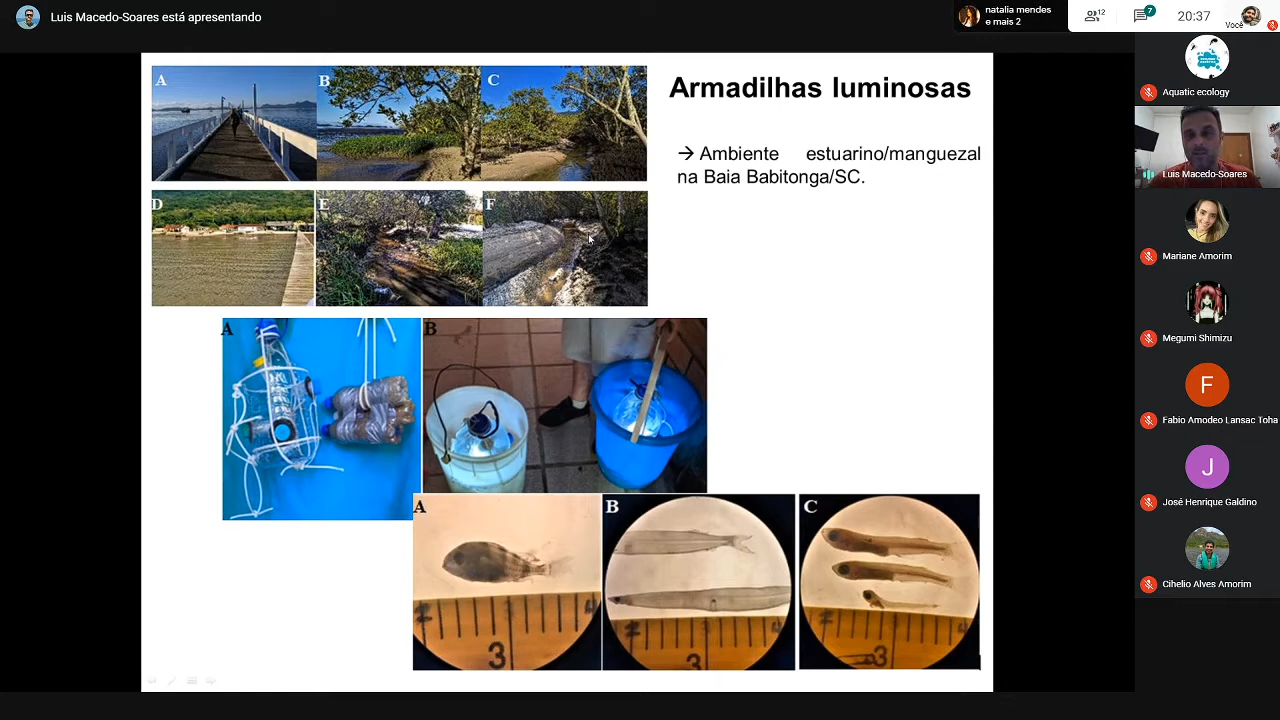 Luis Macedo-Soares está apresentando
natalia mendes
e mais 2
12
7
20:37
Você
A
B
C
Armadilhas luminosas
→ Ambiente estuarino/manguezal
na Baia Babitonga/SC.
D
E
F
A
B
A
B
C
3
3
3
Aquatic ecology
Luis Macedo-Soares
Mariane Amorim
Megumi Shimizu
F
Fabio Amodeo Lansac Toha
J
José Henrique Galdino
Cihelio Alves Amorim